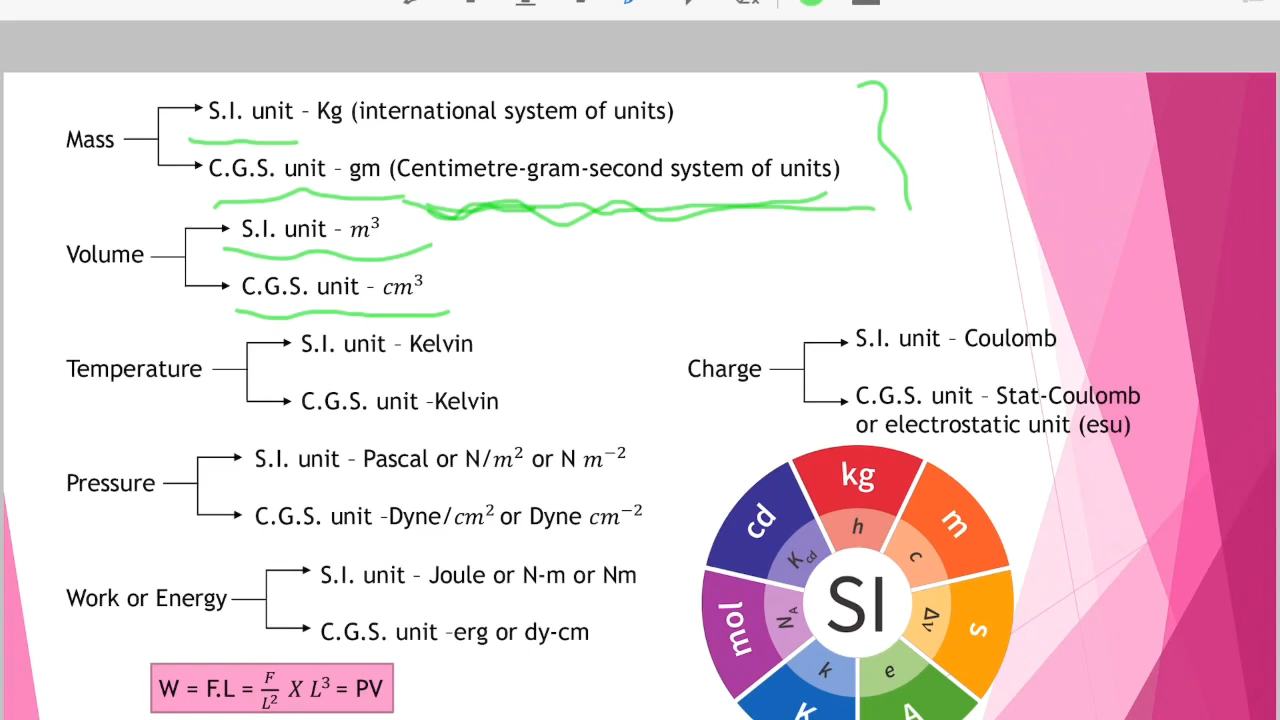 Mass
S.I. unit – Kg (international system of units)
C.G.S. unit – gm (Centimetre-gram-second system of units)
Volume
S.I. unit – m³
C.G.S. unit – cm³
Temperature
S.I. unit – Kelvin
C.G.S. unit –Kelvin
Charge
S.I. unit – Coulomb
C.G.S. unit – Stat-Coulomb
or electrostatic unit (esu)
Pressure
S.I. unit – Pascal or N/m² or N m⁻²
C.G.S. unit –Dyne/cm² or Dyne cm⁻²
Work or Energy
S.I. unit – Joule or N-m or Nm
C.G.S. unit –erg or dy-cm
W = F.L = F/L² X L³ = PV
SI
kg
m
s
A
K
mol
cd
h
c
Δν
e
k
N_A
K_cd